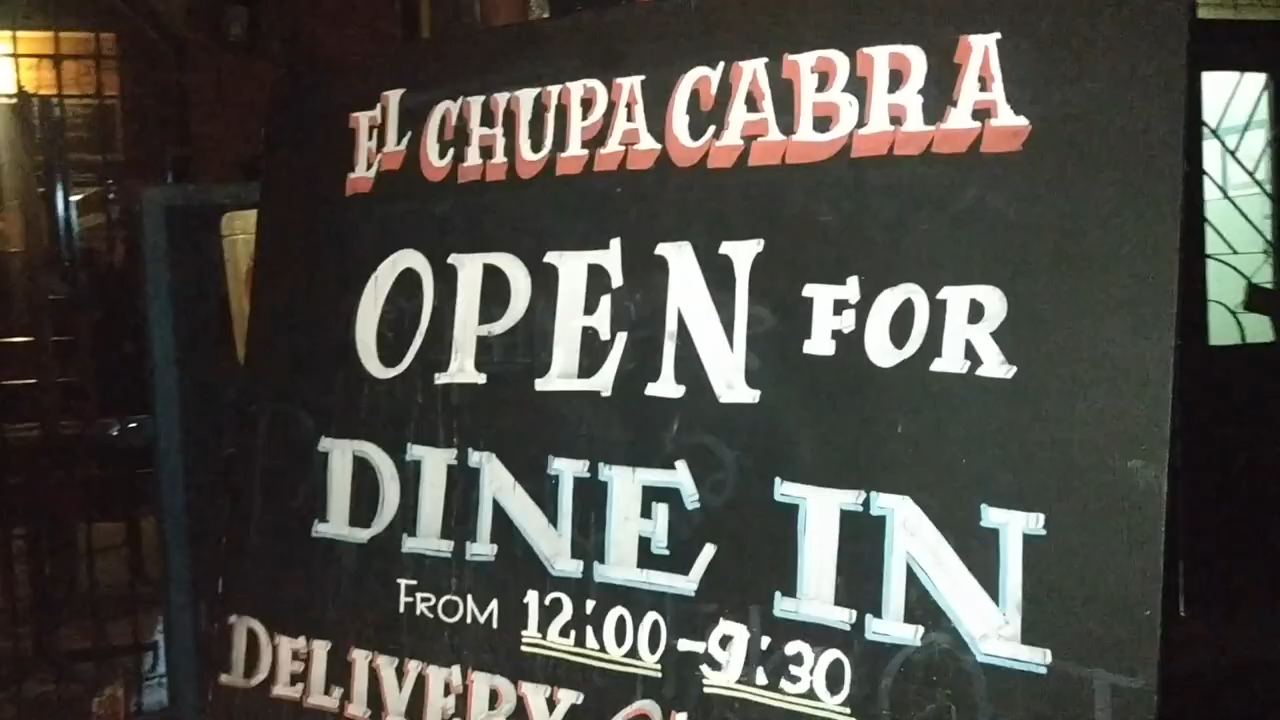 EL CHUPACABRA
OPEN FOR
DINE IN
FROM 12:00-9:30
DELIVERY